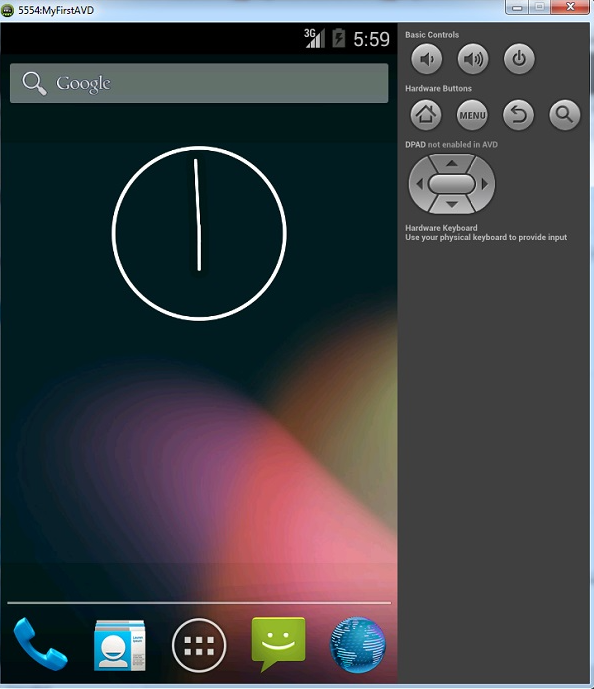 5554:MyFirstAVD
3G 5:59
Google
Basic Controls
Hardware Buttons
MENU
DPAD not enabled in AVD
Hardware Keyboard
Use your physical keyboard to provide input